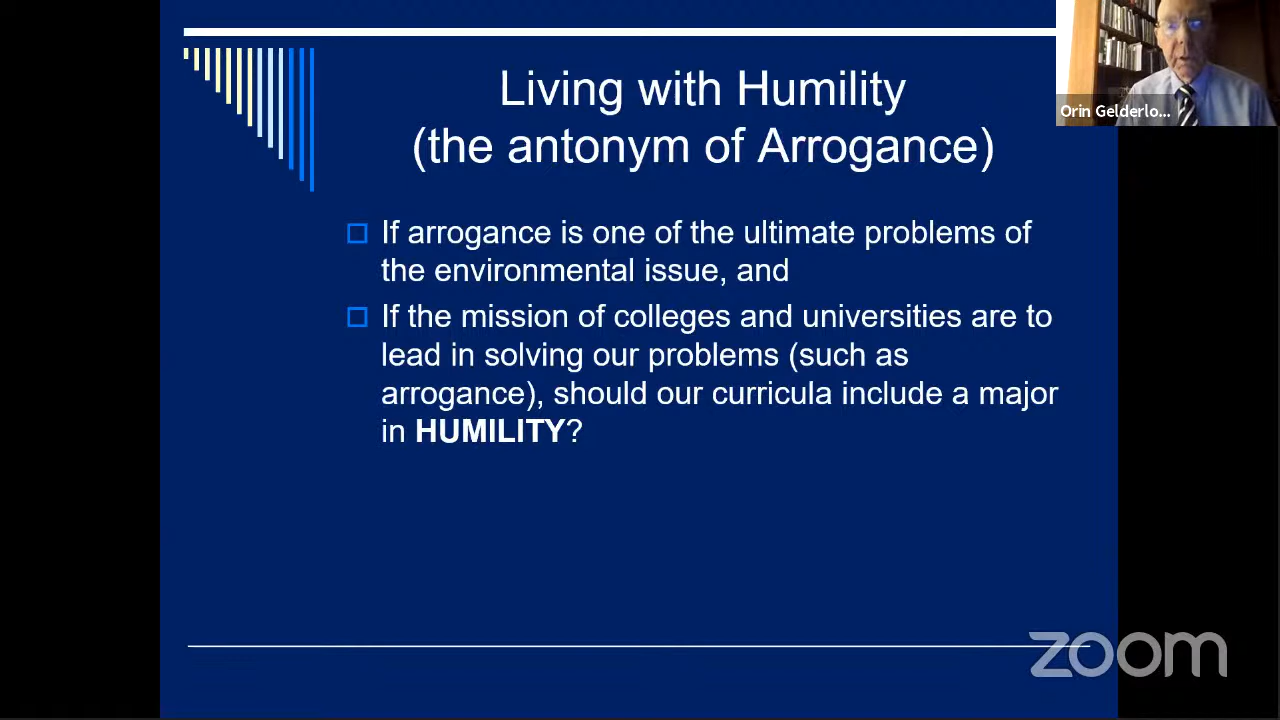 Living with Humility
(the antonym of Arrogance)
Orin Gelderlo...
If arrogance is one of the ultimate problems of
the environmental issue, and
If the mission of colleges and universities are to
lead in solving our problems (such as
arrogance), should our curricula include a major
in HUMILITY?
zoom